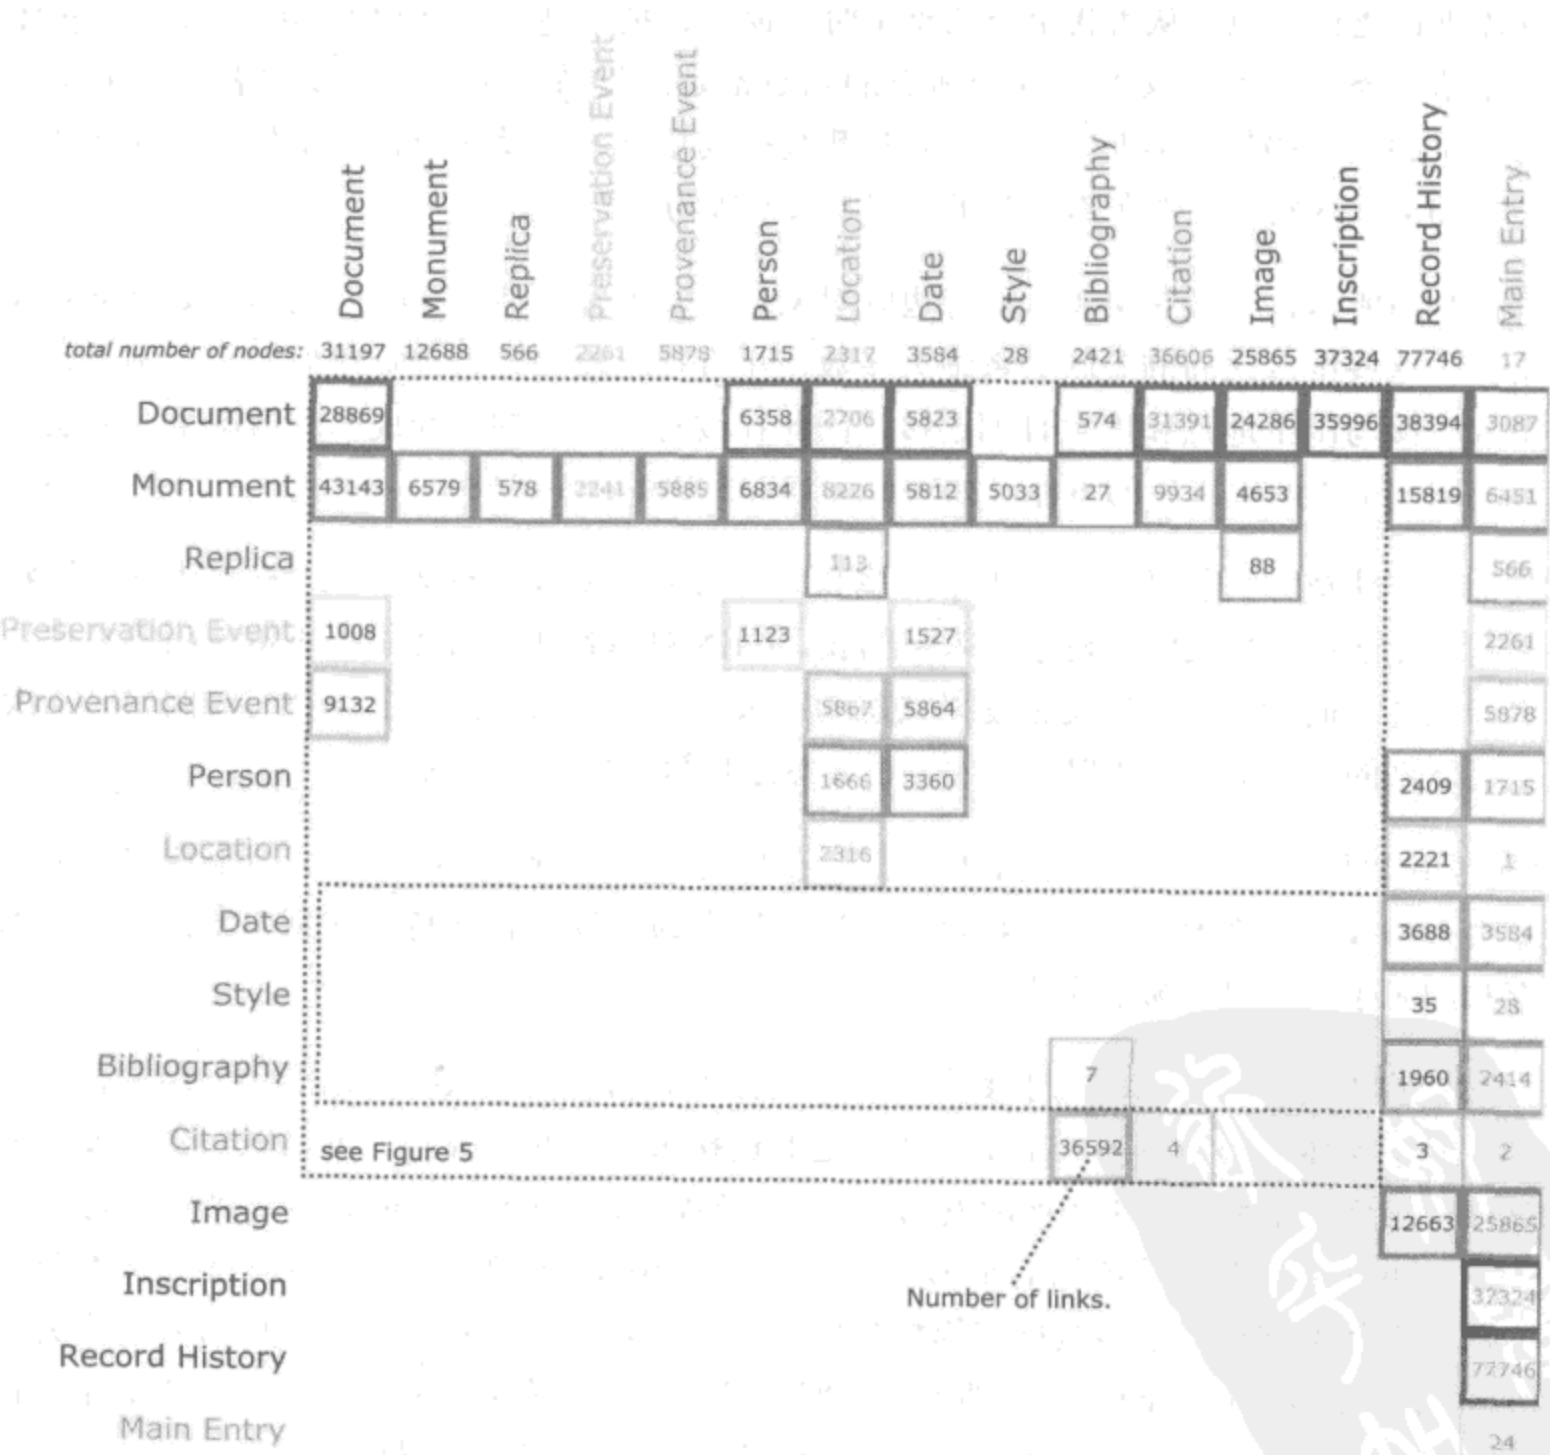 Document Monument Replica Preservation Event Provenance Event Person Location Date Style Bibliography Citation Image Inscription Record History Main Entry
total number of nodes: 31197 12688 566 2261 5878 1715 2317 3584 28 2421 36606 25865 37324 77746 17
Document 28869 6358 2706 5823 574 31391 24286 35996 38394 3087
Monument 43143 6579 578 2241 5885 6834 8226 5812 5033 27 9934 4653 15819 6451
Replica 113 88 566
Preservation Event 1008 1123 1527 2261
Provenance Event 9132 5867 5864 5878
Person 1666 3360 2409 1715
Location 2316 2221 1
Date 3688 3584
Style 35 28
Bibliography 7 1960 2414
Citation see Figure 5 36592 4 3 2
Image 12663 25865
Inscription 37324
Number of links.
Record History 77746
Main Entry 24